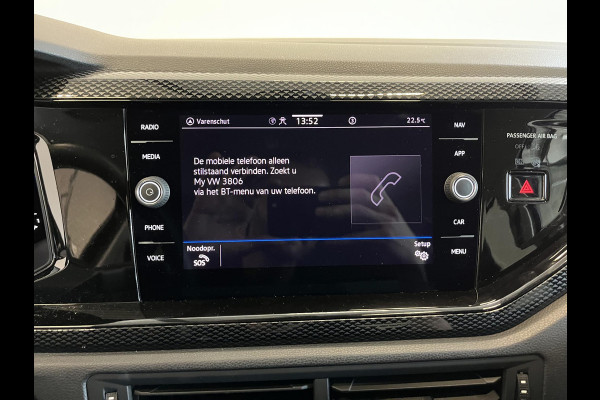 RADIO
MEDIA
PHONE
VOICE
Varenschut
13:52
3
22.5°C
De mobiele telefoon alleen
stilstaand verbinden. Zoekt u
My VW 3806
via het BT-menu van uw telefoon.
Noodopr.
SOS
Setup
NAV
APP
CAR
MENU
PASSENGER AIR BAG
OFF